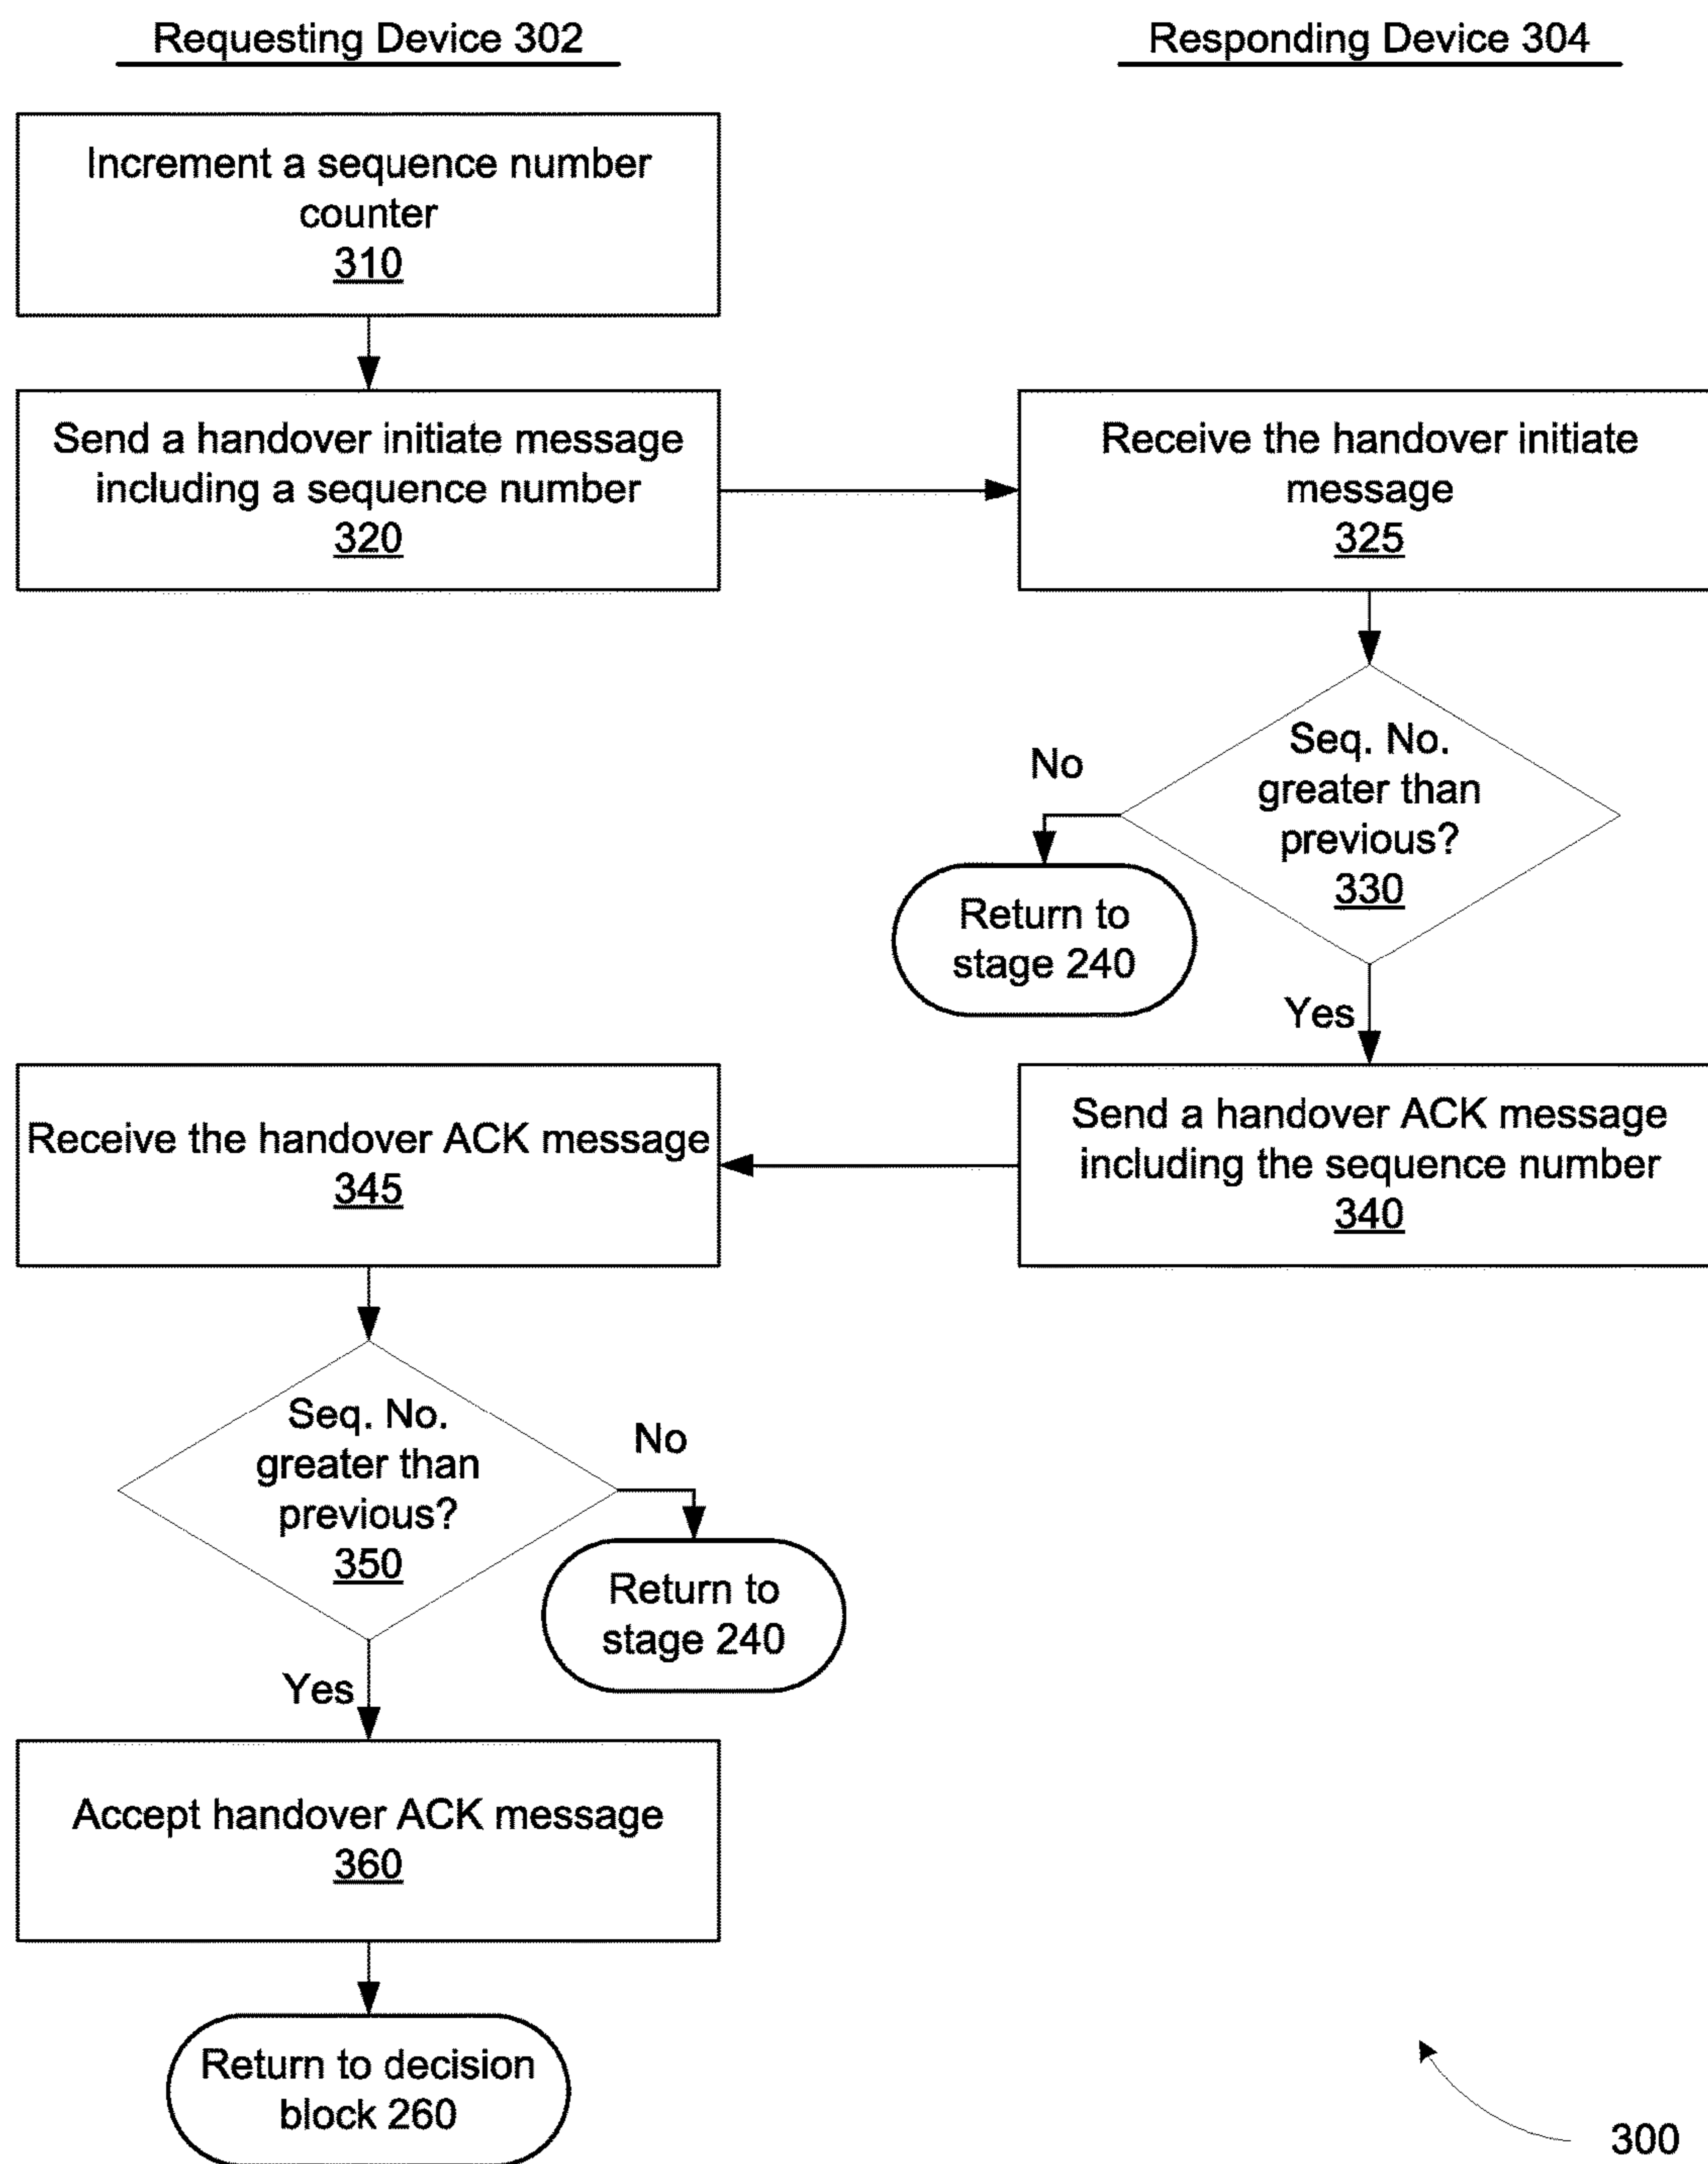 Requesting Device 302
Responding Device 304
Increment a sequence number
counter
310
Send a handover initiate message
including a sequence number
320
Receive the handover initiate
message
325
Seq. No.
greater than
previous?
330
No
Return to
stage 240
Yes
Send a handover ACK message
including the sequence number
340
Receive the handover ACK message
345
Seq. No.
greater than
previous?
350
No
Return to
stage 240
Yes
Accept handover ACK message
360
Return to decision
block 260
300